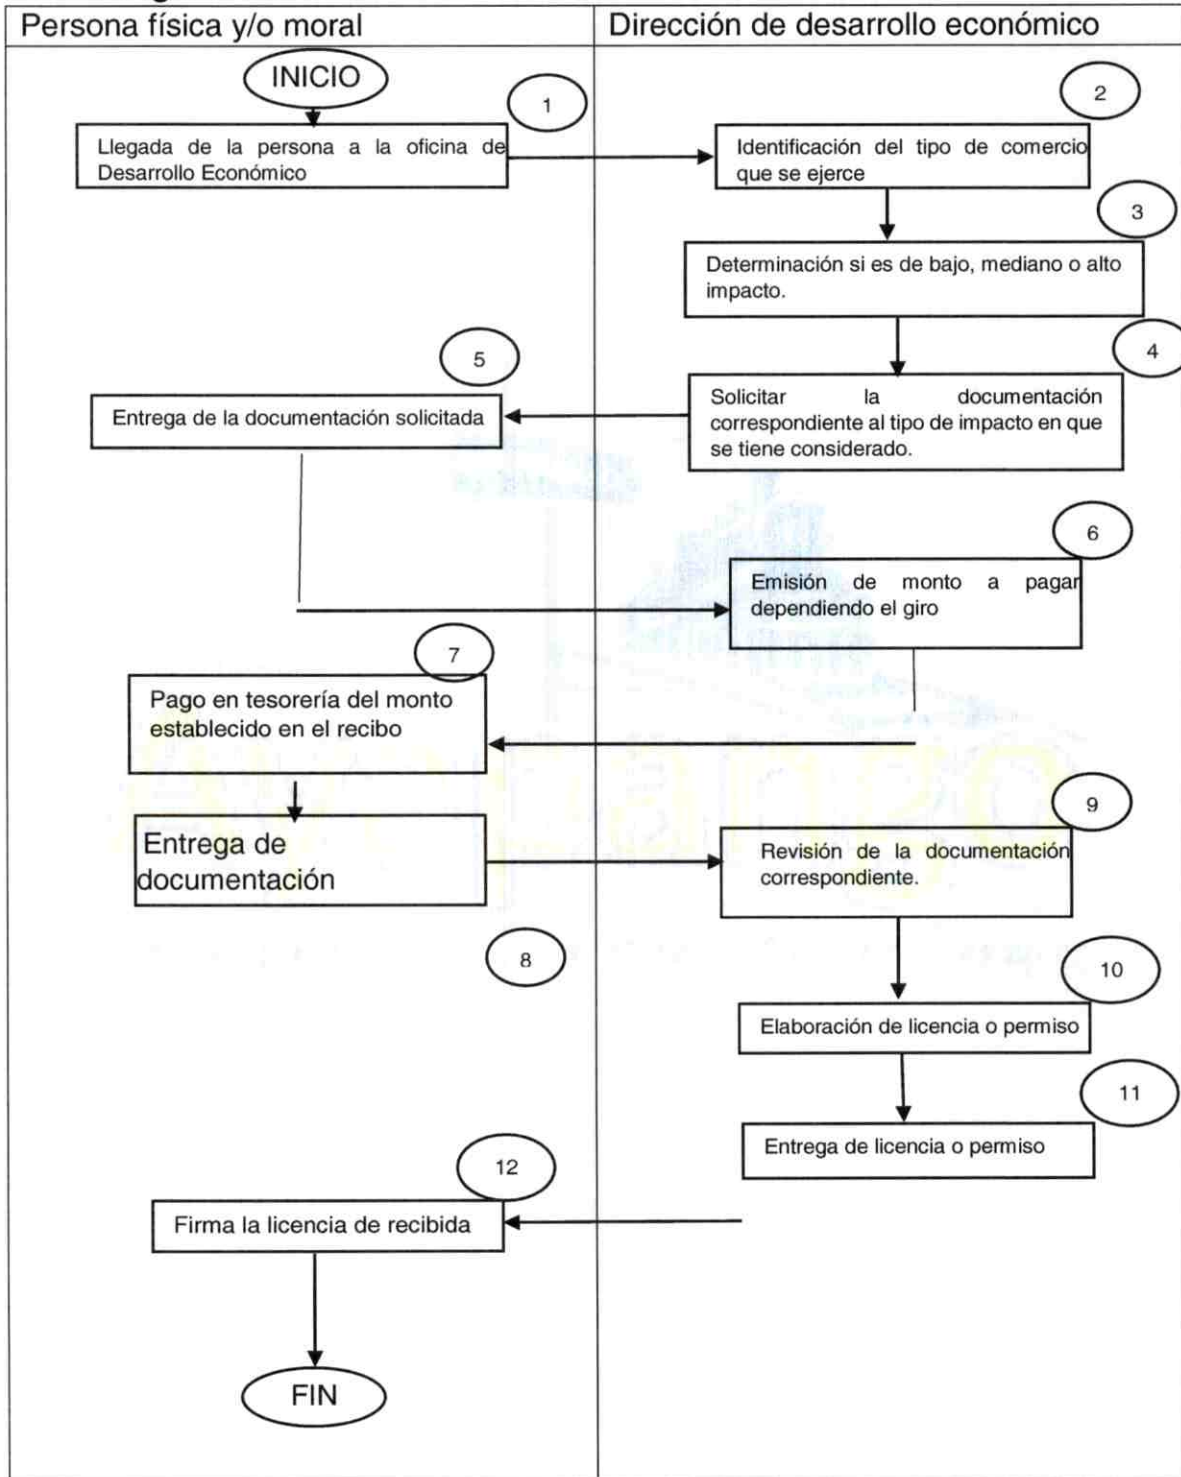 Persona física y/o moral
Dirección de desarrollo económico
INICIO
1
Llegada de la persona a la oficina de
Desarrollo Económico
2
Identificación del tipo de comercio
que se ejerce
3
Determinación si es de bajo, mediano o alto
impacto.
4
Solicitar la documentación
correspondiente al tipo de impacto en que
se tiene considerado.
5
Entrega de la documentación solicitada
6
Emisión de monto a pagar
dependiendo el giro
7
Pago en tesorería del monto
establecido en el recibo
Entrega de
documentación
8
9
Revisión de la documentación
correspondiente.
10
Elaboración de licencia o permiso
11
Entrega de licencia o permiso
12
Firma la licencia de recibida
FIN